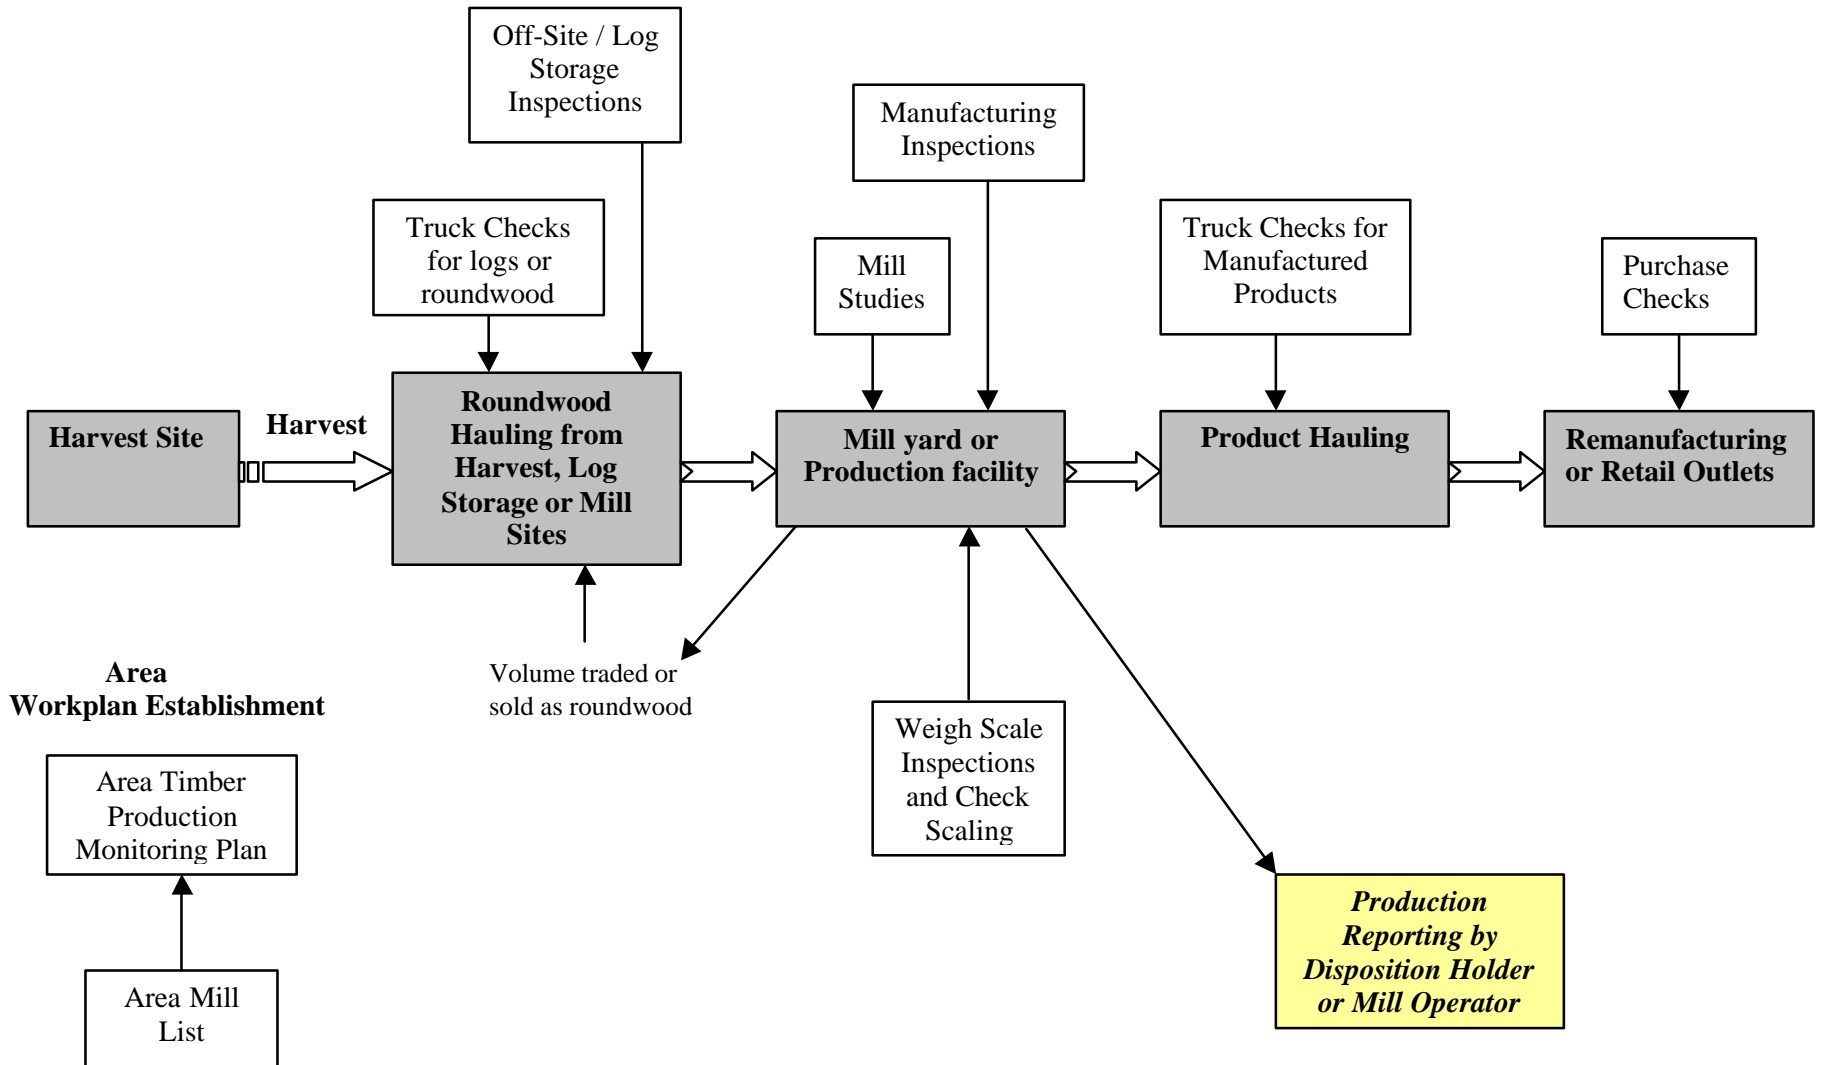 Off-Site / Log
Storage
Inspections
Manufacturing
Inspections
Truck Checks
for logs or
roundwood
Mill
Studies
Truck Checks for
Manufactured
Products
Purchase
Checks
Harvest Site
Harvest
Roundwood
Hauling from
Harvest, Log
Storage or Mill
Sites
Mill yard or
Production facility
Product Hauling
Remanufacturing
or Retail Outlets
Area
Workplan Establishment
Volume traded or
sold as roundwood
Weigh Scale
Inspections
and Check
Scaling
Area Timber
Production
Monitoring Plan
Production
Reporting by
Disposition Holder
or Mill Operator
Area Mill
List